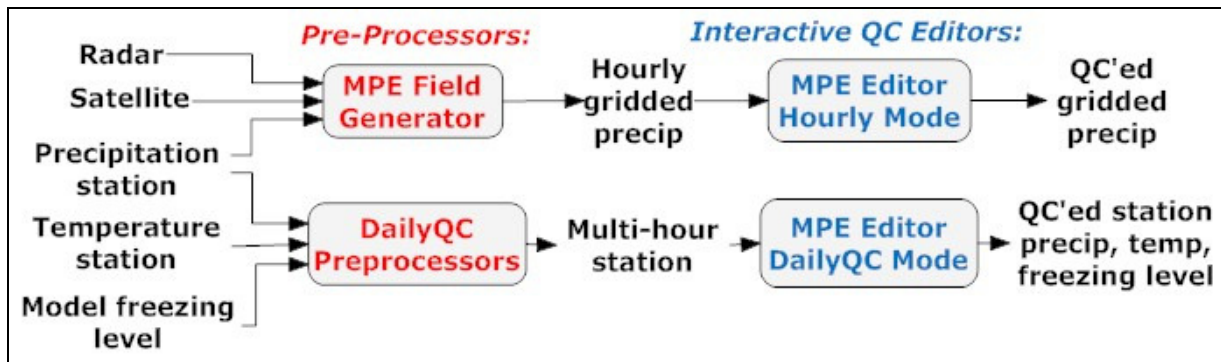 Pre-Processors:
Interactive QC Editors:
Radar
Satellite
Precipitation
station
Temperature
station
Model freezing
level
MPE Field
Generator
Hourly
gridded
precip
MPE Editor
Hourly Mode
QC'ed
gridded
precip
DailyQC
Preprocessors
Multi-hour
station
MPE Editor
DailyQC Mode
QC'ed station
precip, temp,
freezing level